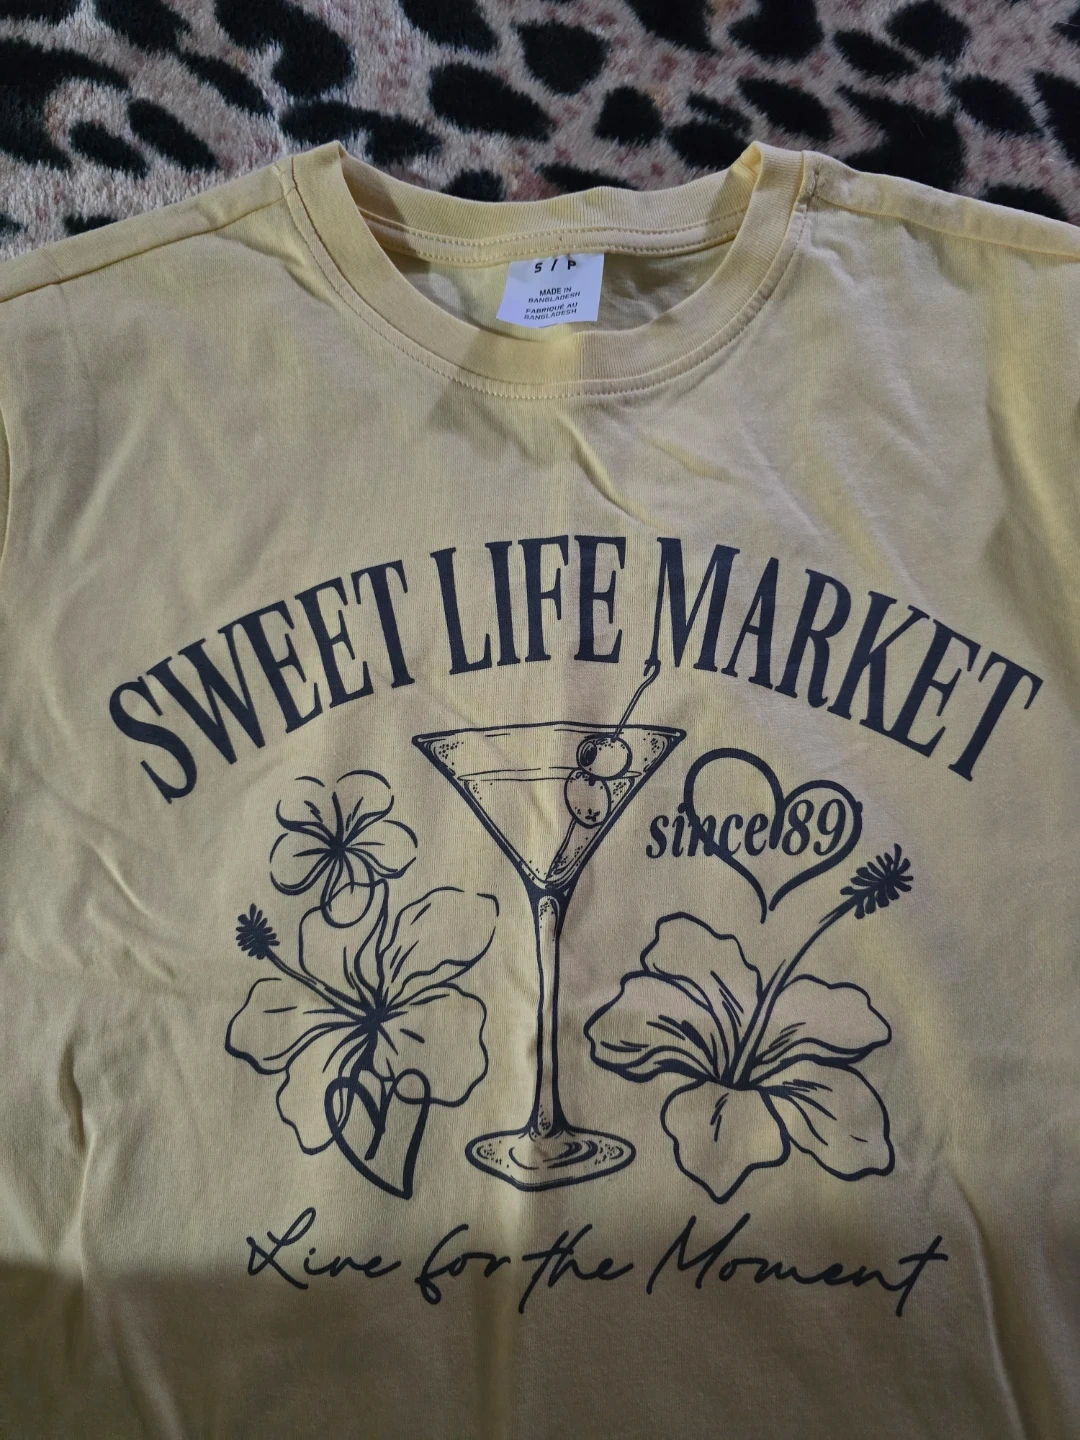 S / P
MADE IN
BANGLADESH
FABRIQUÉ AU
BANGLADESH
SWEET LIFE MARKET
since 89
Live for the Moment